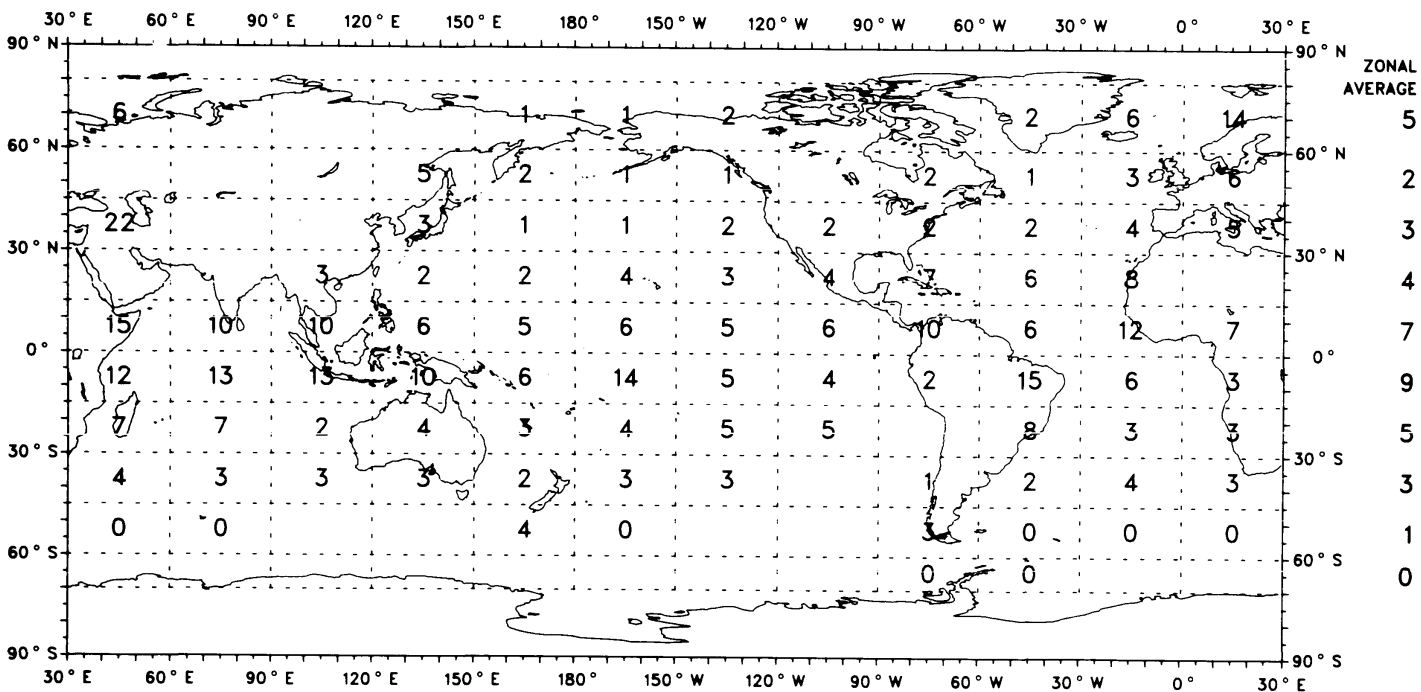 30° E 60° E 90° E 120° E 150° E 180° 150° W 120° W 90° W 60° W 30° W 0° 30° E
90° N 90° N
ZONAL
AVERAGE
6 1 1 2 2 6 14 5
60° N 60° N
5 2 1 1 2 1 3 6 2
22 3 1 1 2 2 2 2 4 5 3
30° N 30° N
3 2 2 4 3 4 7 6 8 4
15 10 10 6 5 6 5 6 10 6 12 7 7
0° 0°
12 13 13 10 6 14 5 4 2 15 6 3 9
7 7 2 4 3 4 5 5 8 3 3 5
30° S 30° S
4 3 3 3 2 3 3 1 2 4 3 3
0 0 4 0 3 0 0 0 1
60° S 60° S
0 0 0
90° S 90° S
30° E 60° E 90° E 120° E 150° E 180° 150° W 120° W 90° W 60° W 30° W 0° 30° E